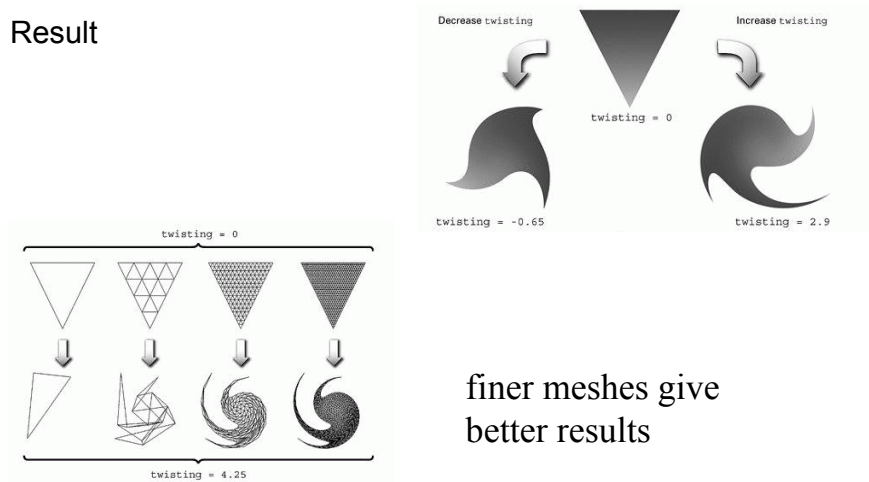 Result
Decrease twisting
Increase twisting
twisting = 0
twisting = -0.65
twisting = 2.9
twisting = 0
twisting = 4.25
finer meshes give
better results